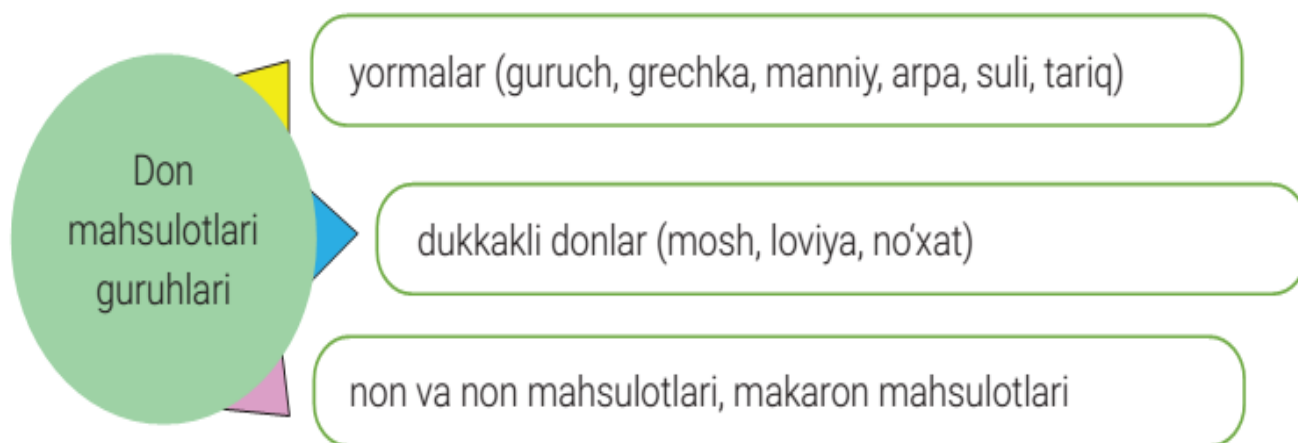 Don
mahsulotlari
guruhlari
yormalar (guruch, grechka, manniy, arpa, suli, tariq)
dukkakli donlar (mosh, loviya, no‘xat)
non va non mahsulotlari, makaron mahsulotlari